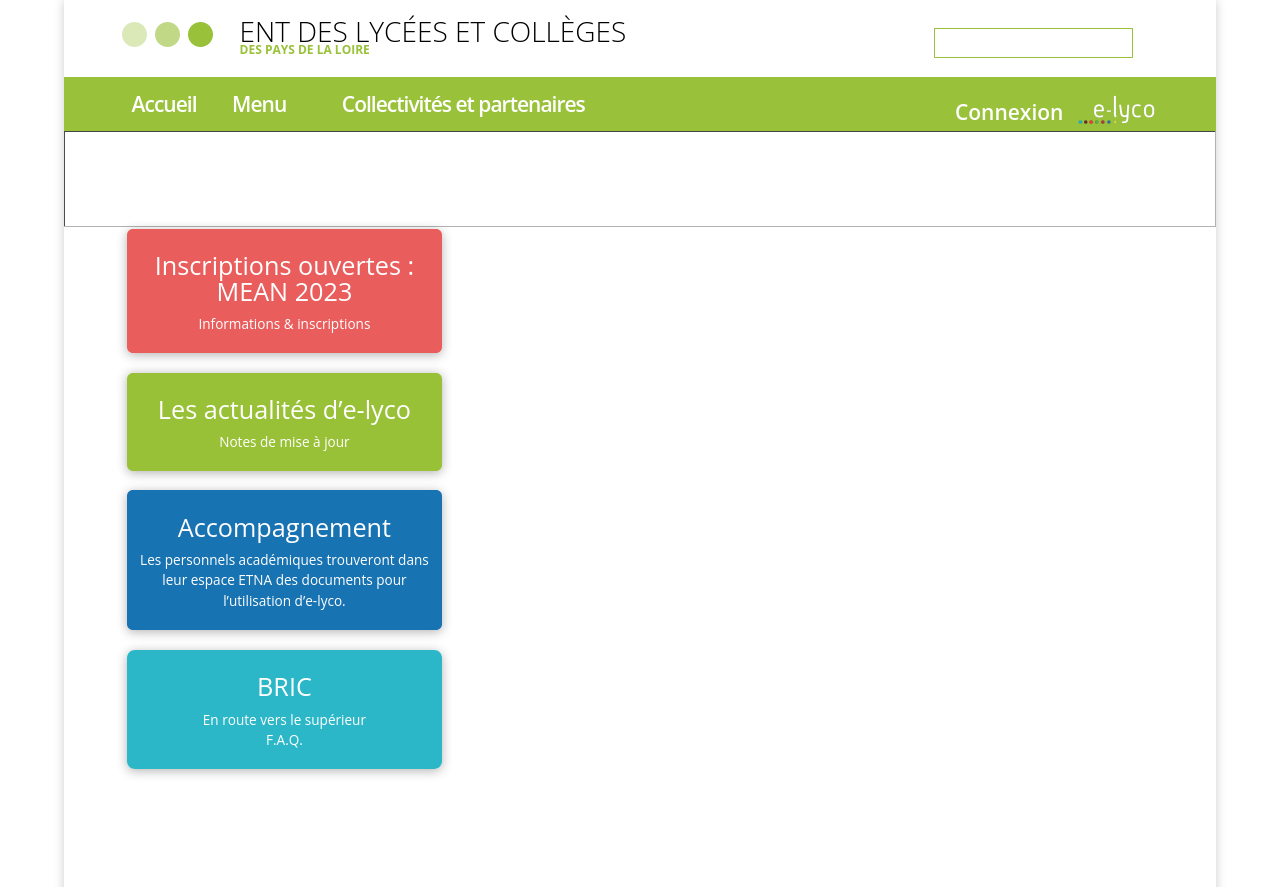 ENT DES LYCÉES ET COLLÈGES
DES PAYS DE LA LOIRE
Accueil Menu Collectivités et partenaires Connexion e-lyco
Inscriptions ouvertes :
MEAN 2023
Informations & inscriptions
Les actualités d’e-lyco
Notes de mise à jour
Accompagnement
Les personnels académiques trouveront dans
leur espace ETNA des documents pour
l’utilisation d’e-lyco.
BRIC
En route vers le supérieur
F.A.Q.